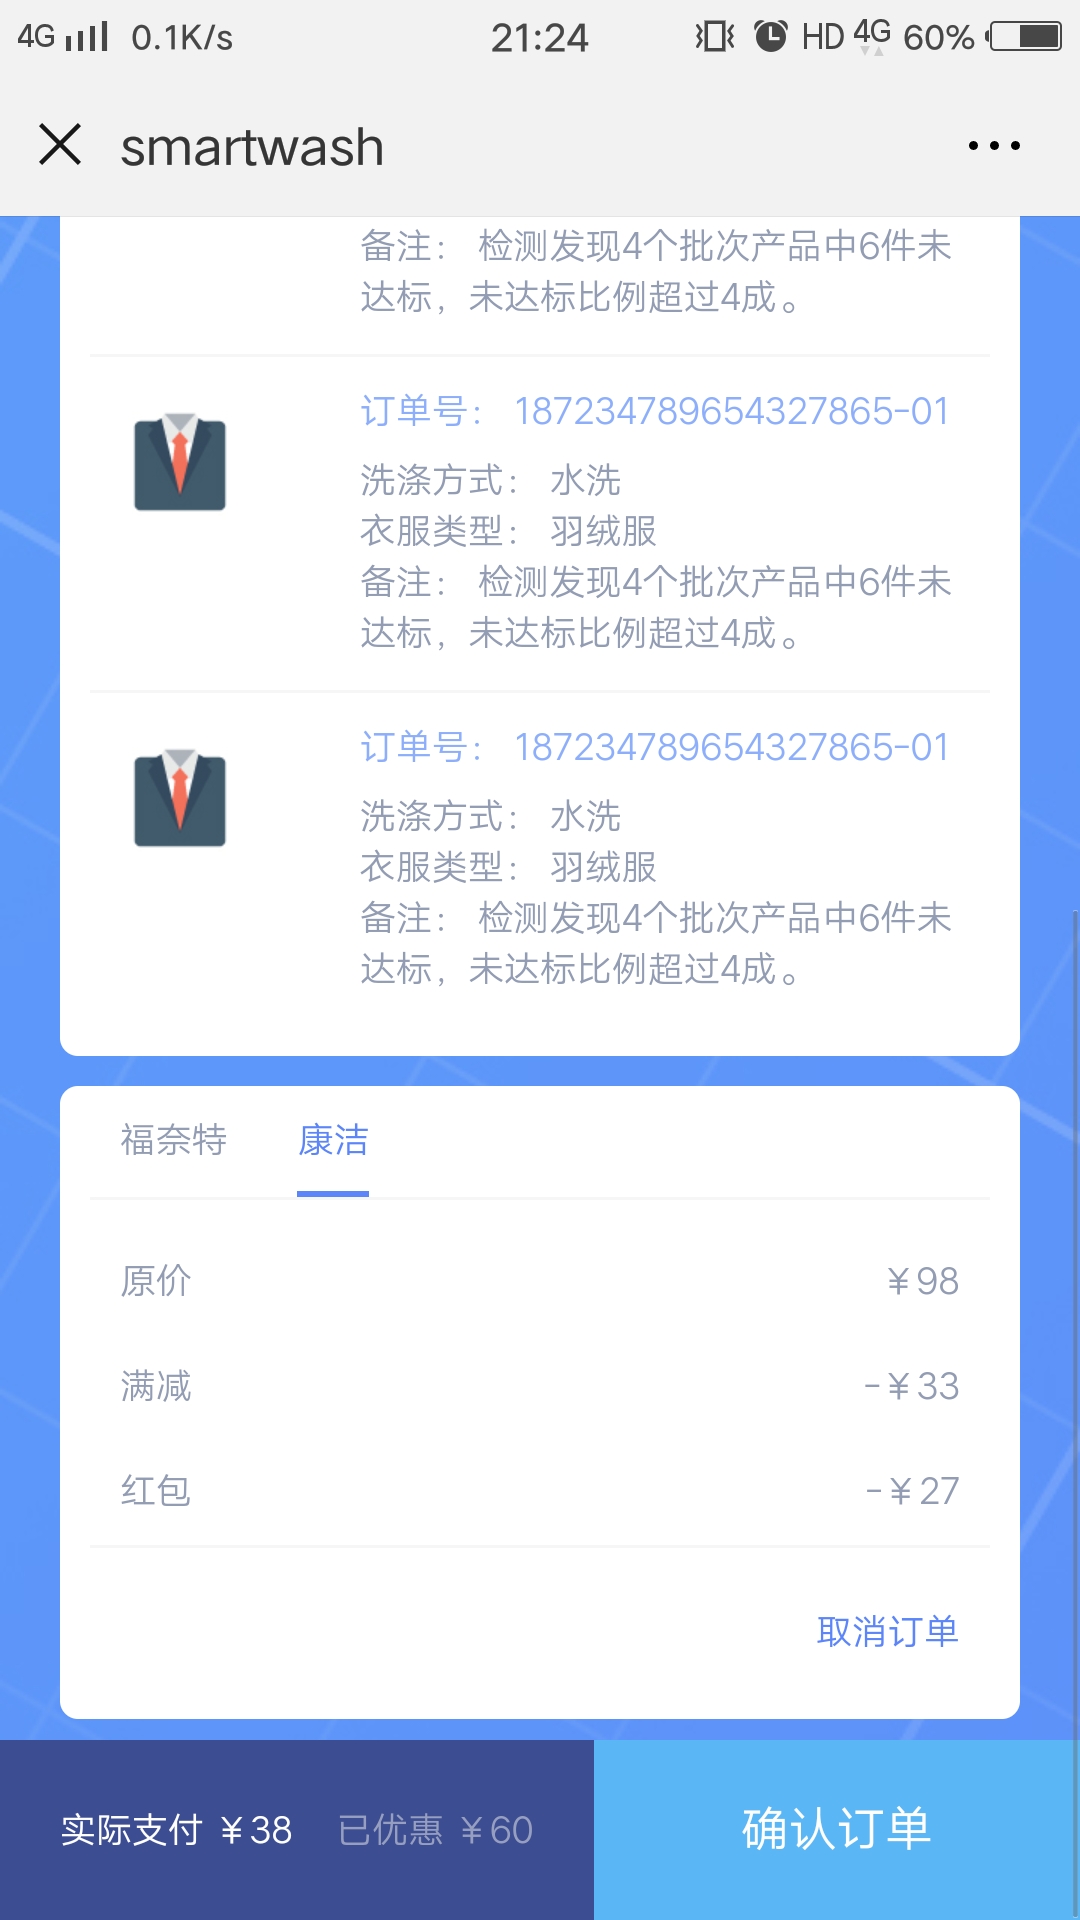 4G 0.1K/s 21:24 HD 4G 60%
smartwash
备注： 检测发现4个批次产品中6件未
达标，未达标比例超过4成。
订单号： 187234789654327865-01
洗涤方式： 水洗
衣服类型： 羽绒服
备注： 检测发现4个批次产品中6件未
达标，未达标比例超过4成。
订单号： 187234789654327865-01
洗涤方式： 水洗
衣服类型： 羽绒服
备注： 检测发现4个批次产品中6件未
达标，未达标比例超过4成。
福奈特 康洁
原价 ¥98
满减 -¥33
红包 -¥27
取消订单
实际支付 ¥38 已优惠 ¥60 确认订单